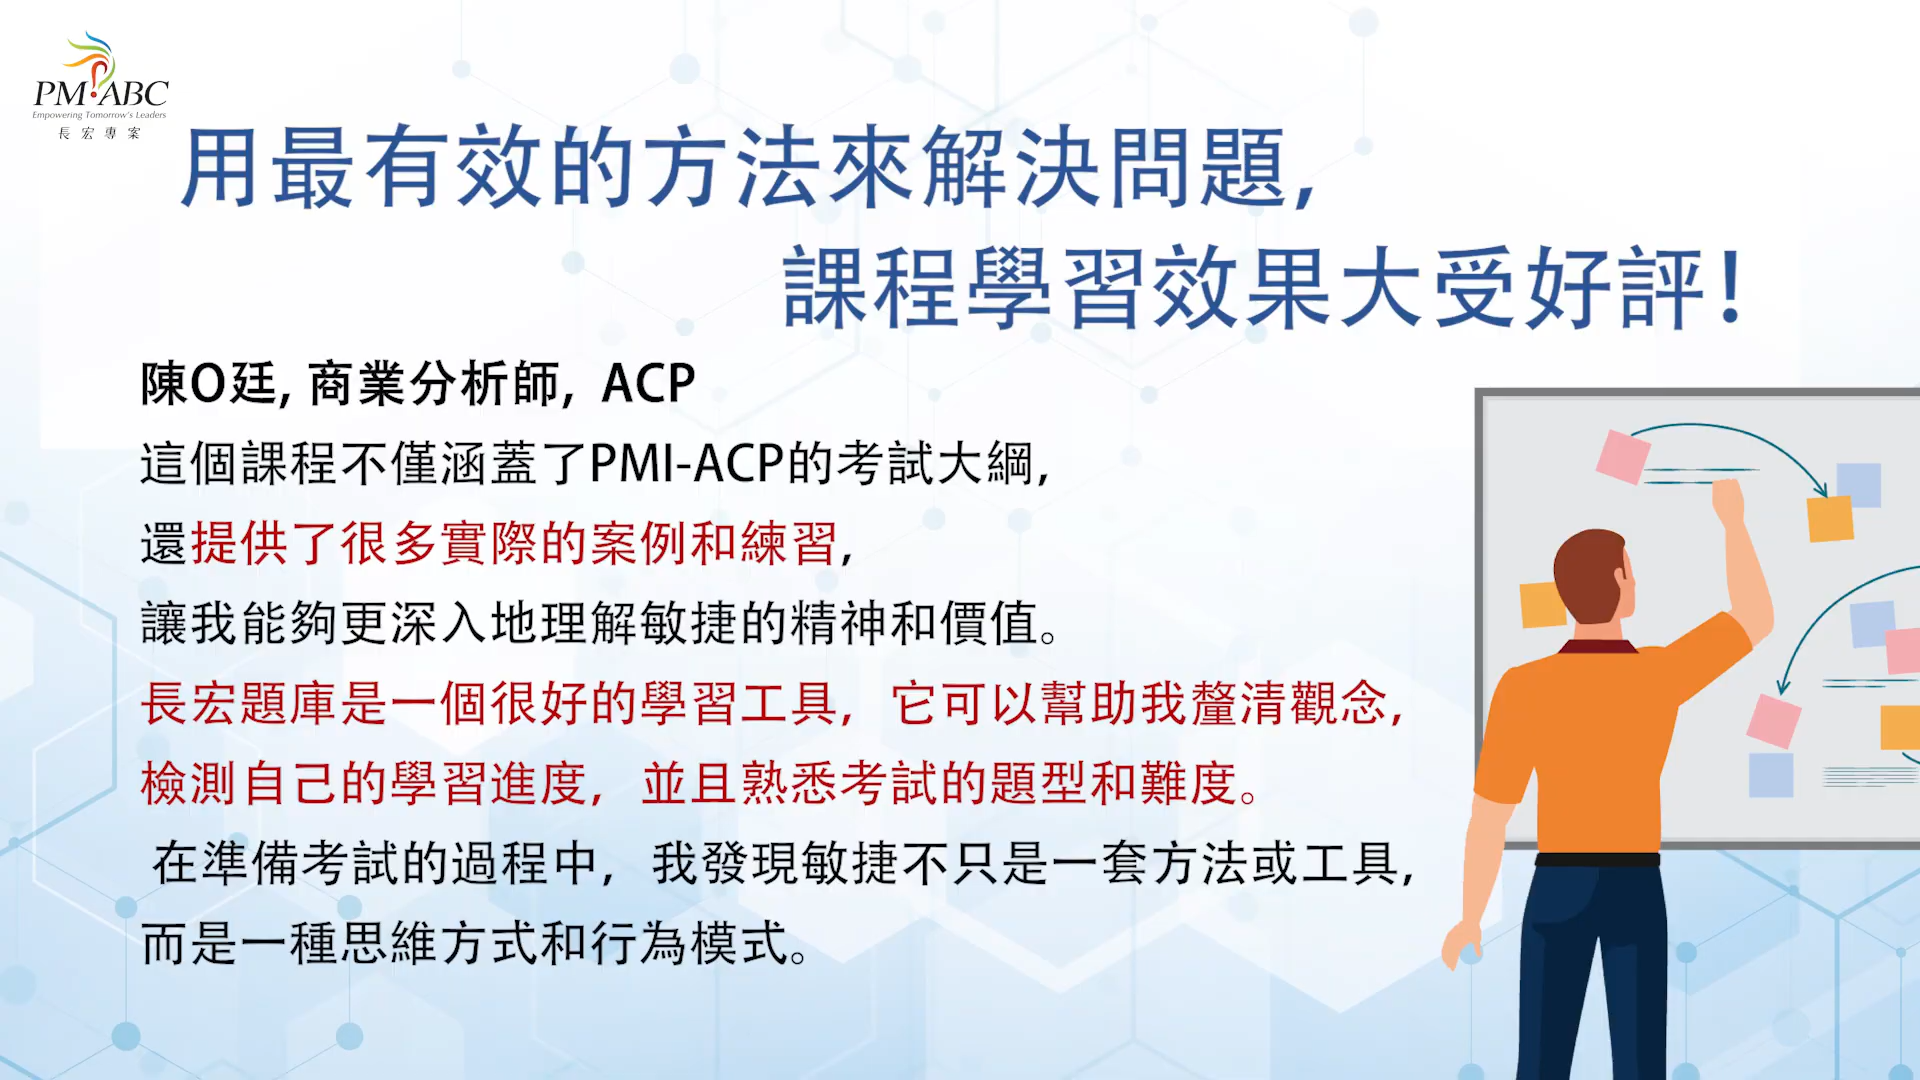 PM ABC
Empowering Tomorrow's Leaders
長宏專案
用最有效的方法來解決問題,
課程學習效果大受好評!
陳O廷, 商業分析師, ACP
這個課程不僅涵蓋了PMI-ACP的考試大綱,
還提供了很多實際的案例和練習,
讓我能夠更深入地理解敏捷的精神和價值。
長宏題庫是一個很好的學習工具, 它可以幫助我釐清觀念,
檢測自己的學習進度, 並且熟悉考試的題型和難度。
在準備考試的過程中, 我發現敏捷不只是一套方法或工具,
而是一種思維方式和行為模式。